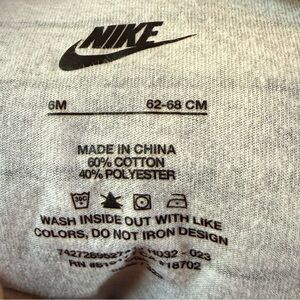 NIKE
6M 62-68 CM
MADE IN CHINA
60% COTTON
40% POLYESTER
WASH INSIDE OUT WITH LIKE
COLORS, DO NOT IRON DESIGN
- 023